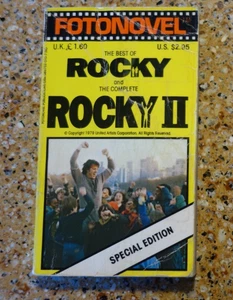 FOTONOVEL
U.K. £1.60 U.S. $2.95
THE BEST OF
ROCKY
and
THE COMPLETE
ROCKY II
© Copyright 1979 United Artists Corporation. All Rights Reserved.
SPECIAL EDITION